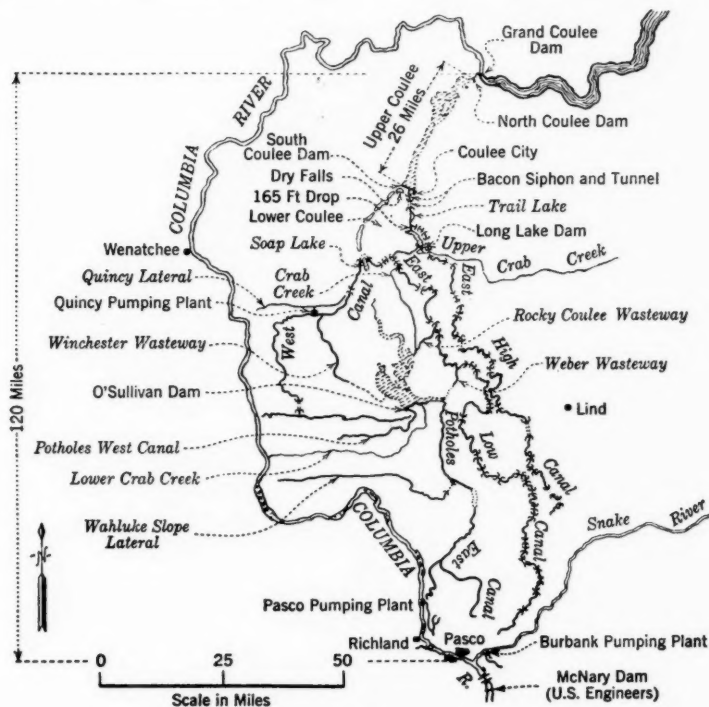 Grand Coulee
Dam
COLUMBIA RIVER
Upper Coulee
26 Miles
North Coulee Dam
South
Coulee Dam
Coulee City
Dry Falls
Bacon Siphon and Tunnel
165 Ft Drop
Trail Lake
Lower Coulee
Long Lake Dam
Soap Lake
Upper
Wenatchee
Crab Creek
Crab
Creek
East
East
Quincy Lateral
Canal
Quincy Pumping Plant
Rocky Coulee Wasteway
West
High
Winchester Wasteway
Weber Wasteway
O'Sullivan Dam
Lind
Potholes
Low
Potholes West Canal
Canal
Lower Crab Creek
Snake River
Canal
Wahluke Slope
Lateral
COLUMBIA
East
Canal
Pasco Pumping Plant
Richland
Pasco
Burbank Pumping Plant
R.
McNary Dam
(U.S. Engineers)
120 Miles
N
0 25 50
Scale in Miles